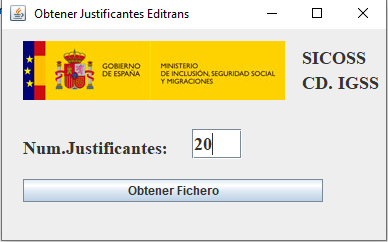 Obtener Justificantes Editrans
GOBIERNO
DE ESPAÑA
MINISTERIO
DE INCLUSIÓN, SEGURIDAD SOCIAL
Y MIGRACIONES
SICOSS
CD. IGSS
Num.Justificantes: 20
Obtener Fichero